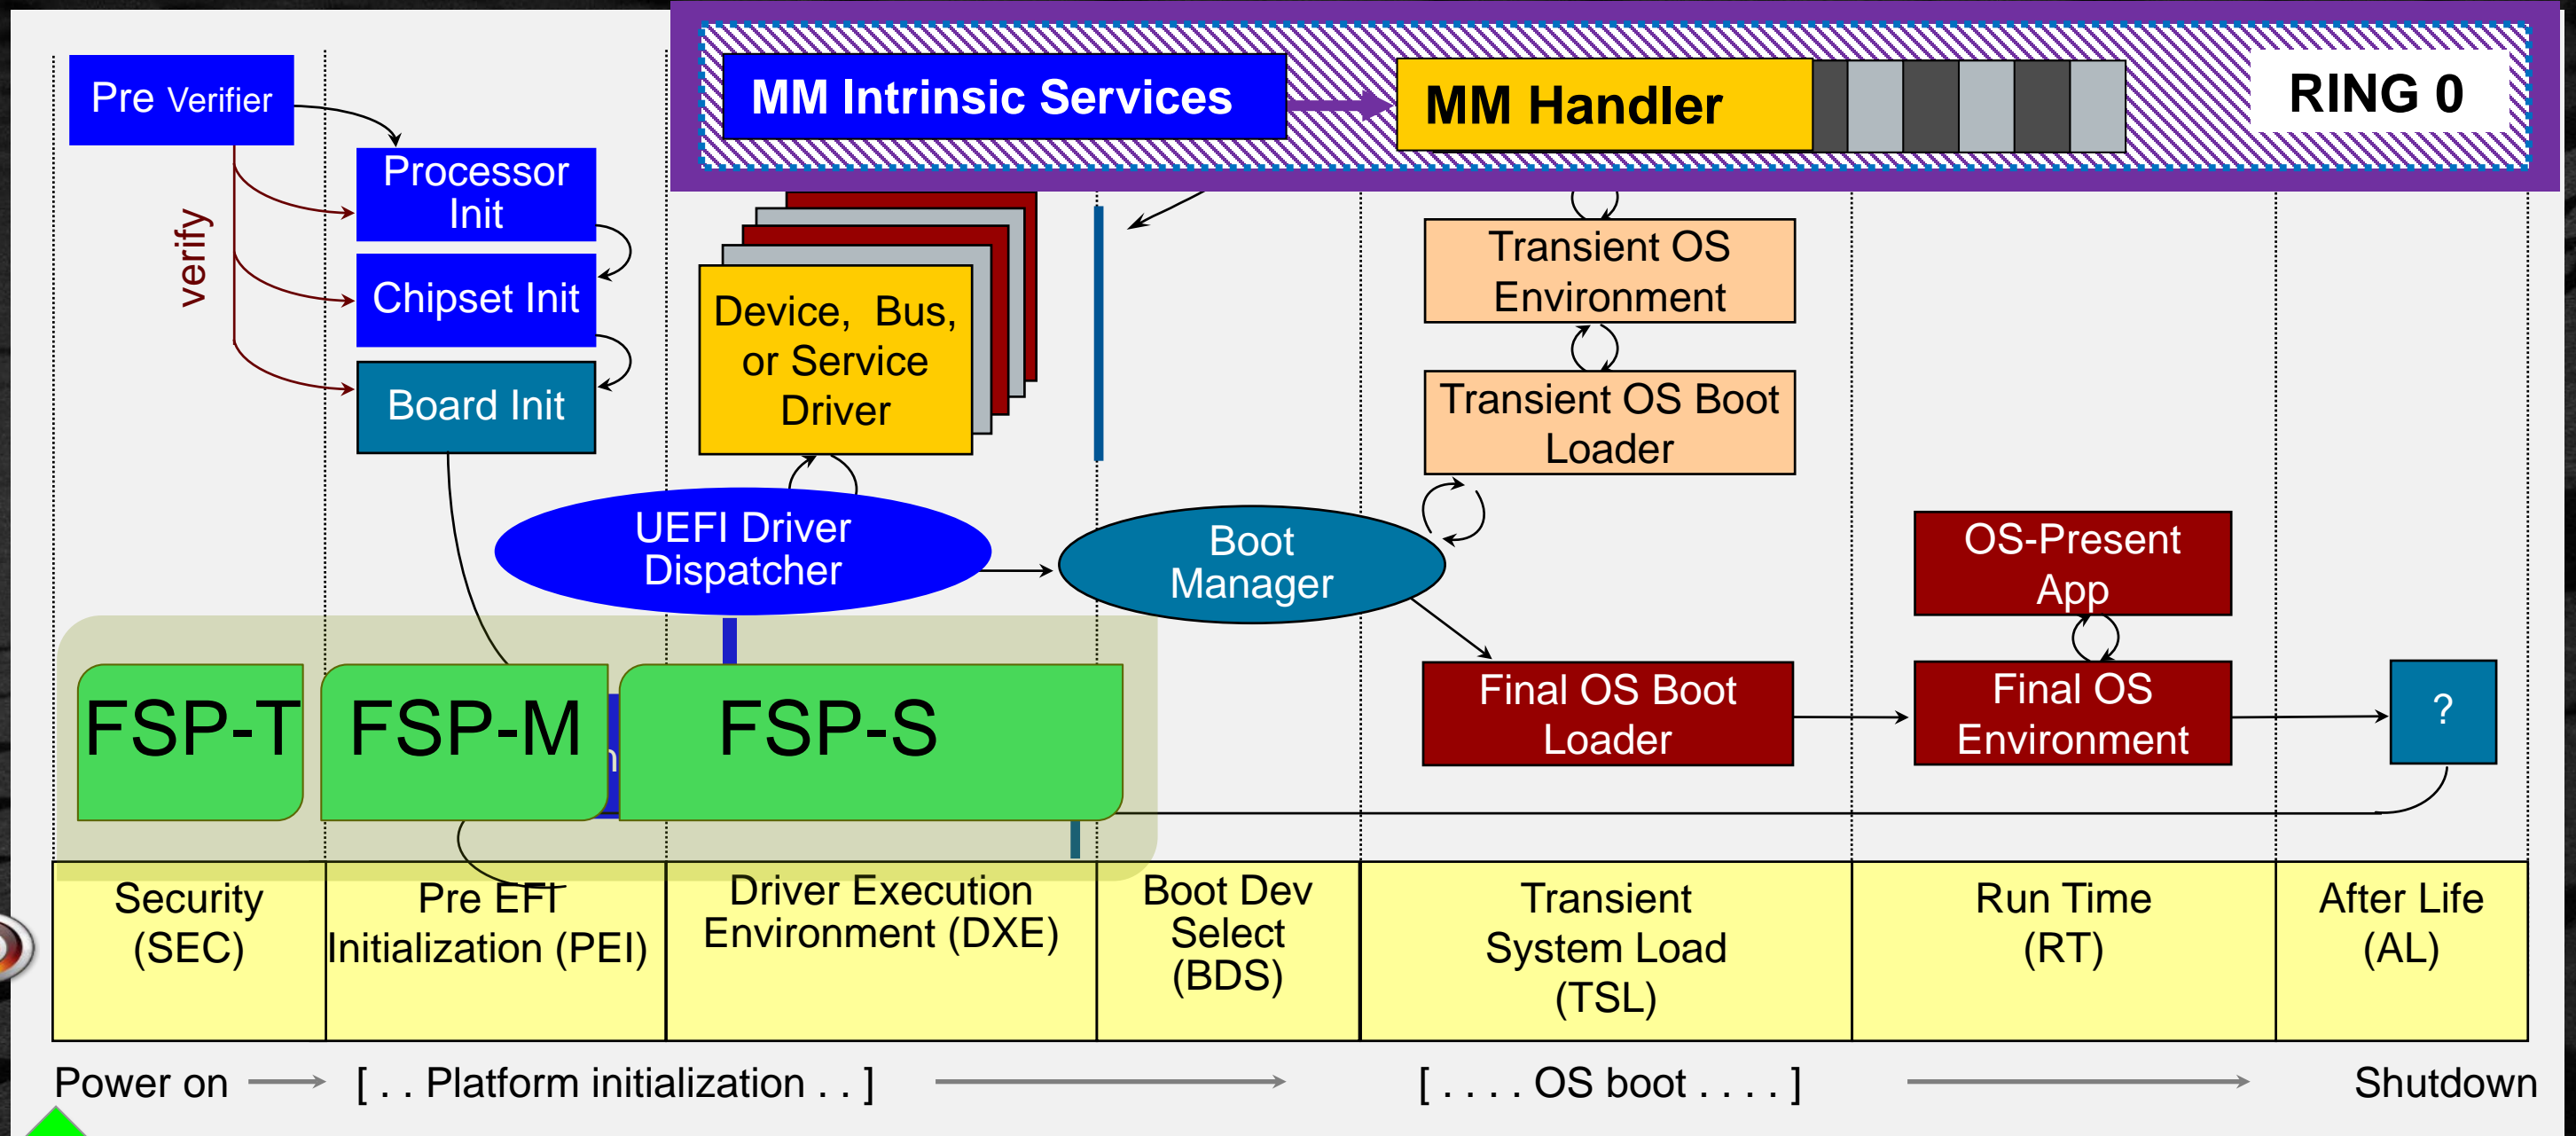 Pre Verifier
MM Intrinsic Services
MM Handler
RING 0
Processor
Init
verify
Chipset Init
Board Init
Device, Bus,
or Service
Driver
Transient OS
Environment
Transient OS Boot
Loader
UEFI Driver
Dispatcher
Boot
Manager
OS-Present
App
FSP-T
FSP-M
FSP-S
Final OS Boot
Loader
Final OS
Environment
?
Security
(SEC)
Pre EFI
Initialization (PEI)
Driver Execution
Environment (DXE)
Boot Dev
Select
(BDS)
Transient
System Load
(TSL)
Run Time
(RT)
After Life
(AL)
Power on
[ . . Platform initialization . . ]
[ . . . . OS boot . . . . ]
Shutdown